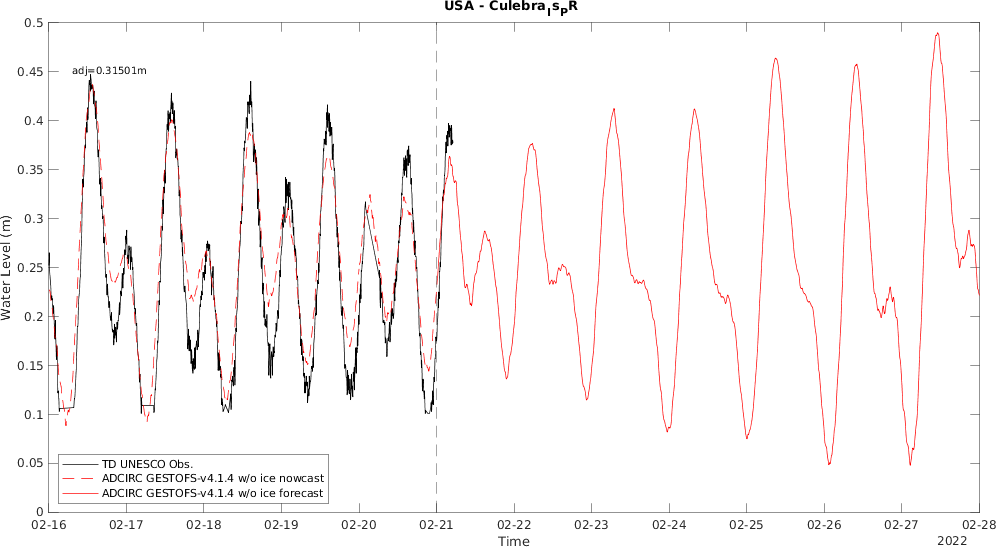 USA - CulebraIsPR
adj=0.31501m
0.5
0.45
0.4
0.35
0.3
0.25
0.2
0.15
0.1
0.05
0
Water Level (m)
TD UNESCO Obs.
ADCIRC GESTOFS-v4.1.4 w/o ice nowcast
ADCIRC GESTOFS-v4.1.4 w/o ice forecast
02-16 02-17 02-18 02-19 02-20 02-21 02-22 02-23 02-24 02-25 02-26 02-27 02-28
Time
2022